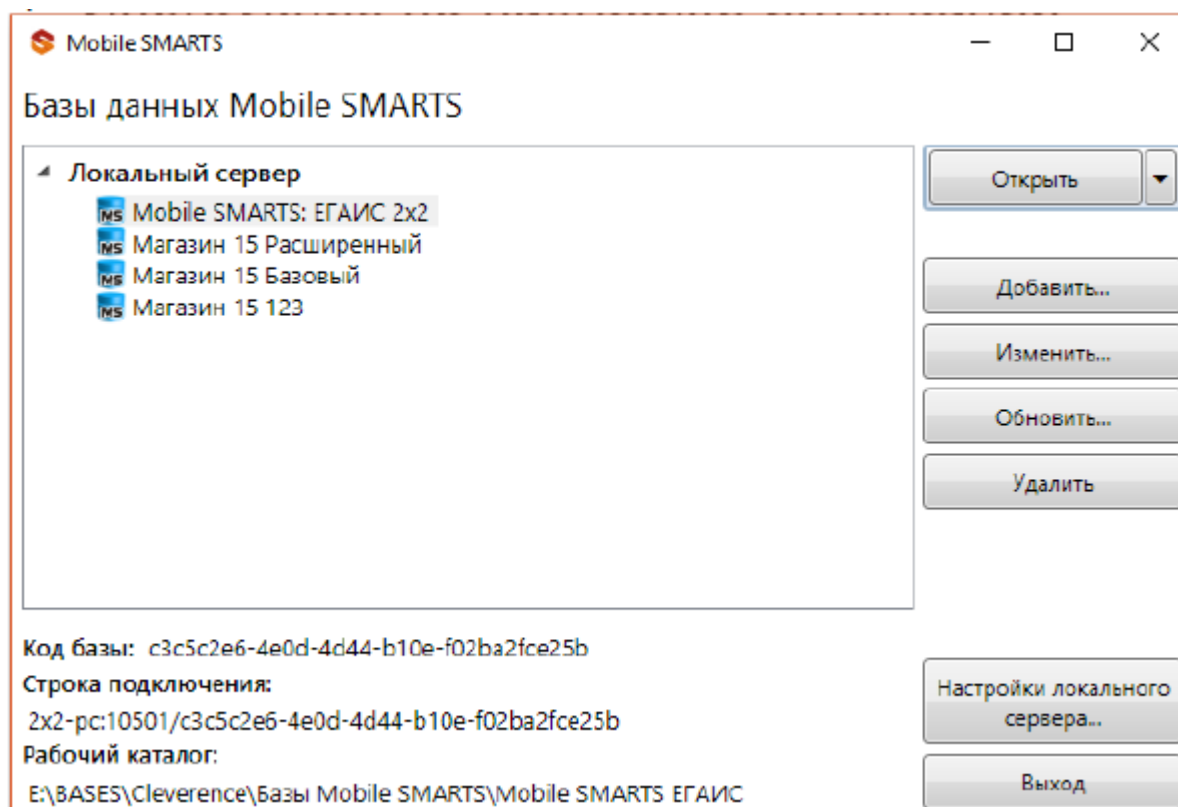 Mobile SMARTS
Базы данных Mobile SMARTS
Локальный сервер
Mobile SMARTS: ЕГАИС 2x2
Магазин 15 Расширенный
Магазин 15 Базовый
Магазин 15 123
Открыть
Добавить...
Изменить...
Обновить...
Удалить
Код базы: c3c5c2e6-4e0d-4d44-b10e-f02ba2fce25b
Строка подключения:
2x2-pc:10501/c3c5c2e6-4e0d-4d44-b10e-f02ba2fce25b
Рабочий каталог:
E:\BASES\Cleverence\Базы Mobile SMARTS\Mobile SMARTS ЕГАИС
Настройки локального
сервера...
Выход